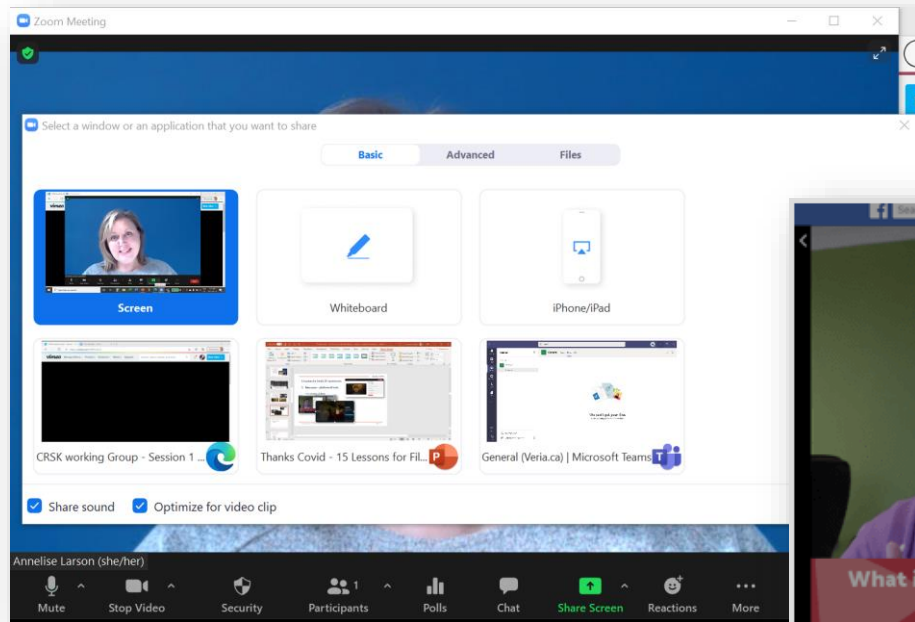 Zoom Meeting
Select a window or an application that you want to share
Basic Advanced Files
Screen
Whiteboard
iPhone/iPad
CRSK working Group - Session 1 ...
Thanks Covid - 15 Lessons for Fil...
General (Veria.ca) | Microsoft Teams
Share sound
Optimize for video clip
Annelise Larson (she/her)
Mute
Stop Video
Security
Participants 1
Polls
Chat
Share Screen
Reactions
More
What